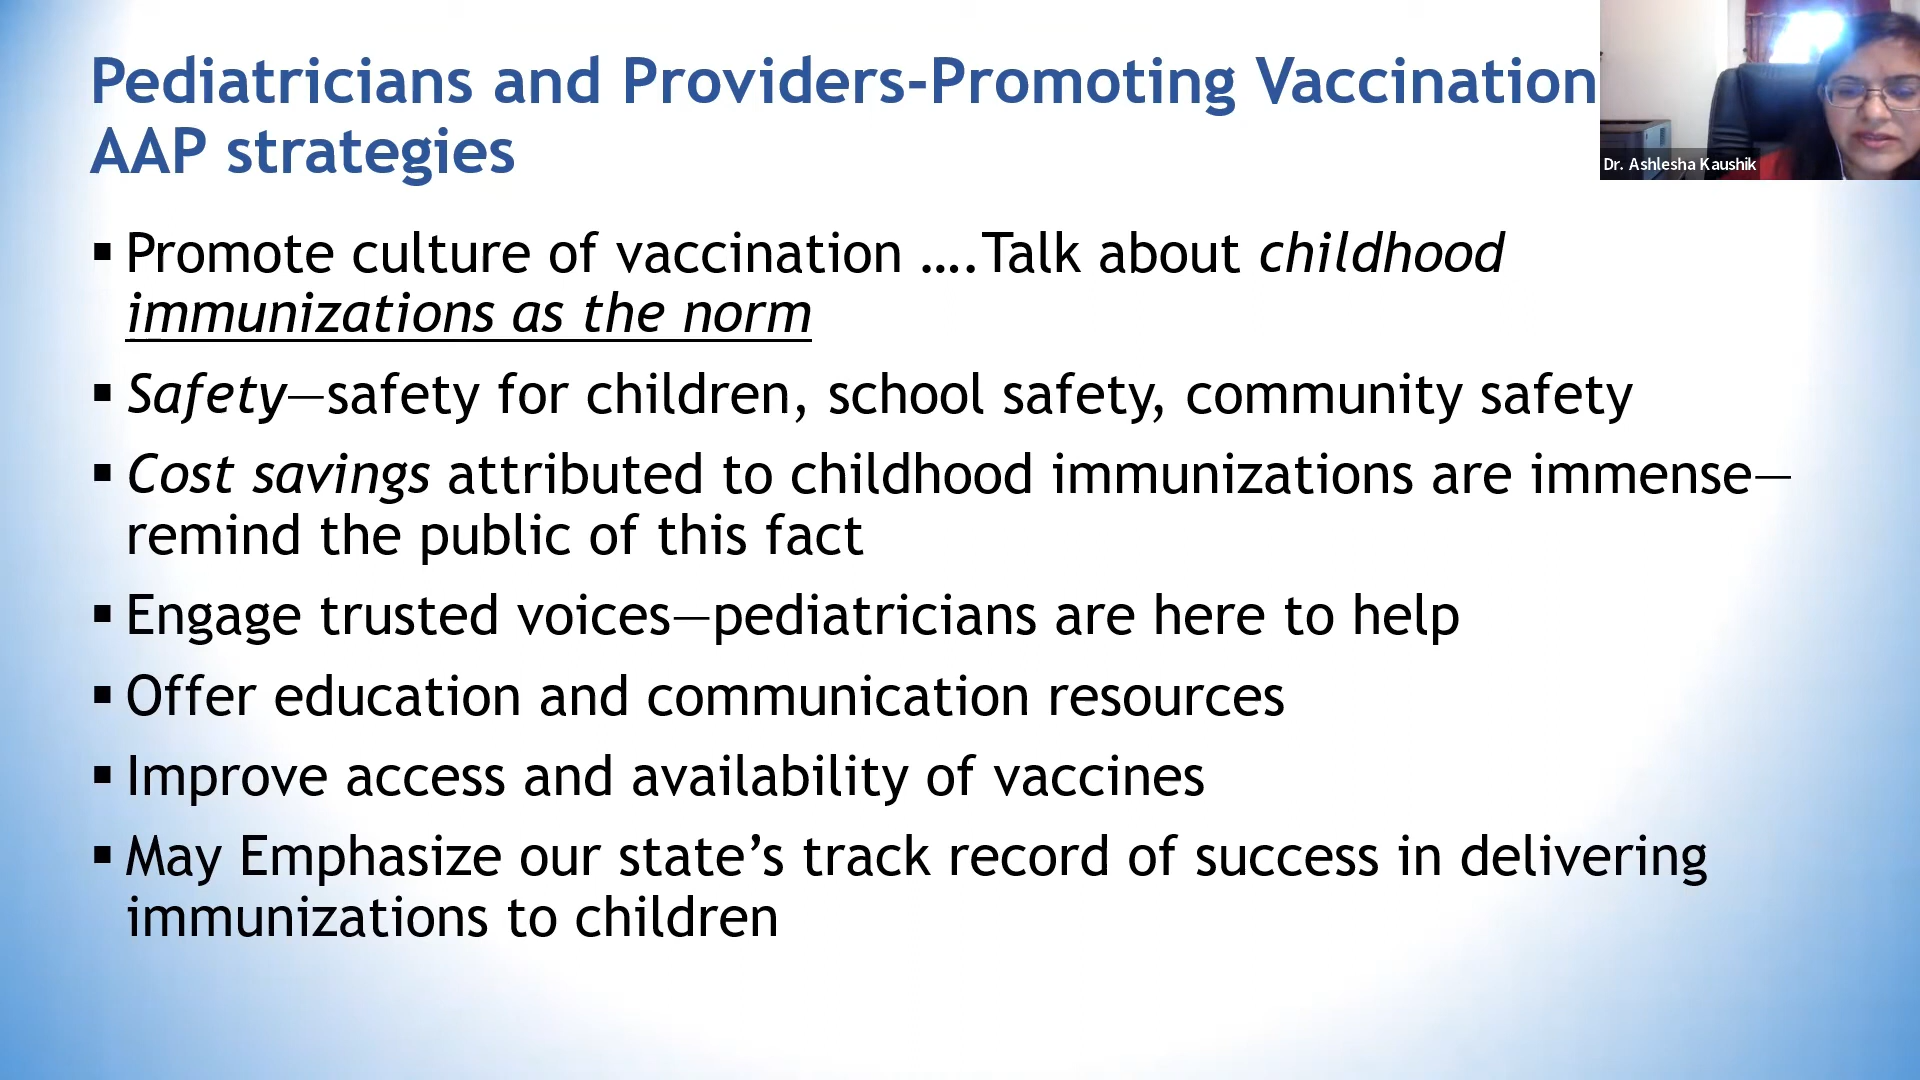 Pediatricians and Providers-Promoting Vaccination
AAP strategies
Dr. Ashlesha Kaushik
▪ Promote culture of vaccination ….Talk about childhood
immunizations as the norm
▪ Safety—safety for children, school safety, community safety
▪ Cost savings attributed to childhood immunizations are immense—
remind the public of this fact
▪ Engage trusted voices—pediatricians are here to help
▪ Offer education and communication resources
▪ Improve access and availability of vaccines
▪ May Emphasize our state’s track record of success in delivering
immunizations to children